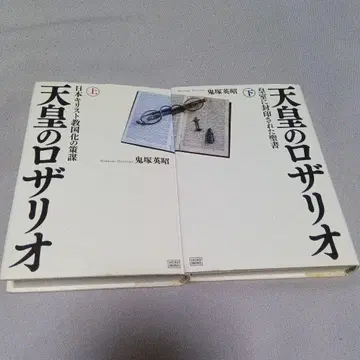 天皇のロザリオ
上
日本キリスト教国化の策謀
鬼塚英昭
天皇のロザリオ
下
皇室に封印された聖書
鬼塚英昭